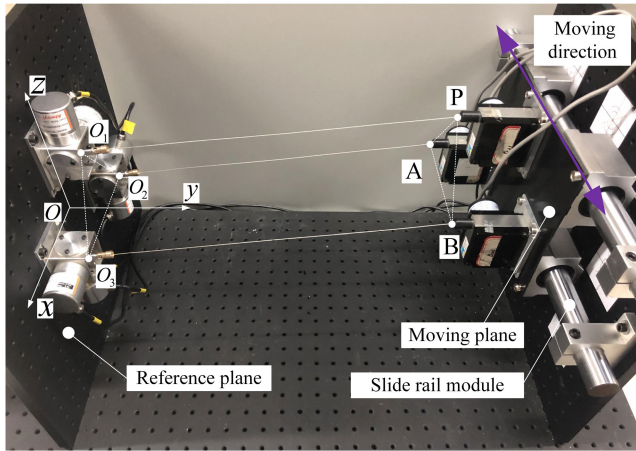 Moving
direction
z
O1
P
A
O2
O
y
B
O3
x
Moving plane
Reference plane
Slide rail module